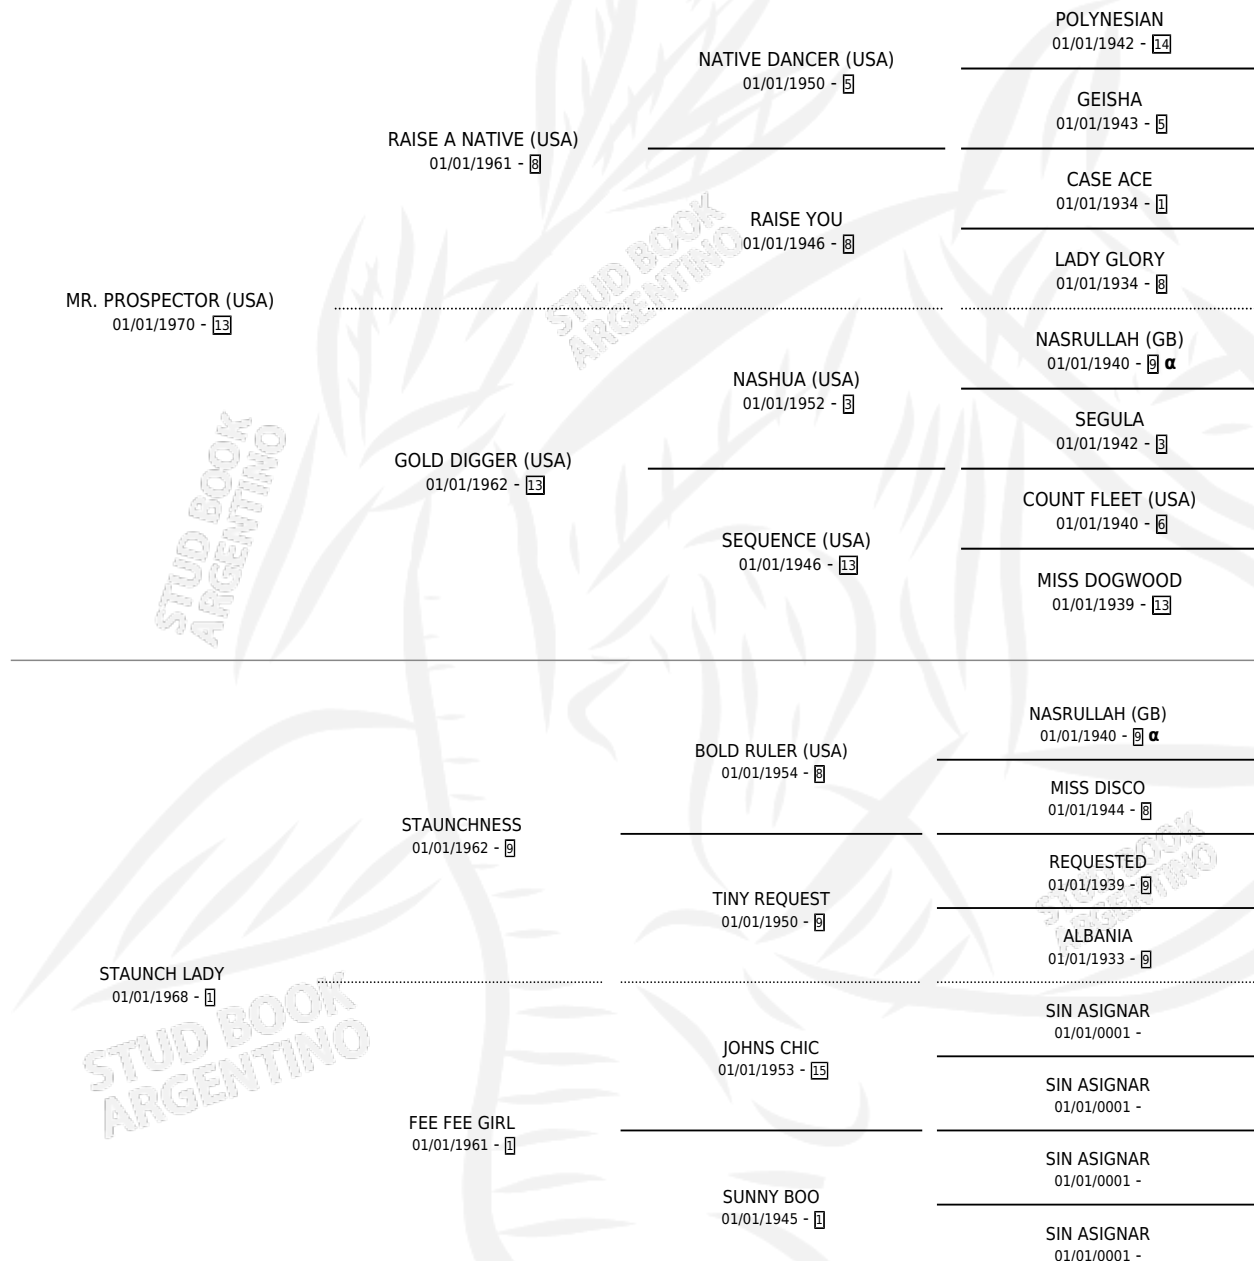 POLYNESIAN
01/01/1942 - 14
NATIVE DANCER (USA)
01/01/1950 - 5
GEISHA
01/01/1943 - 5
RAISE A NATIVE (USA)
01/01/1961 - 8
CASE ACE
01/01/1934 - 1
RAISE YOU
01/01/1946 - 8
LADY GLORY
01/01/1934 - 8
MR. PROSPECTOR (USA)
01/01/1970 - 13
NASRULLAH (GB)
01/01/1940 - 9 α
NASHUA (USA)
01/01/1952 - 3
SEGULA
01/01/1942 - 3
GOLD DIGGER (USA)
01/01/1962 - 13
COUNT FLEET (USA)
01/01/1940 - 6
SEQUENCE (USA)
01/01/1946 - 13
MISS DOGWOOD
01/01/1939 - 13
NASRULLAH (GB)
01/01/1940 - 9 α
BOLD RULER (USA)
01/01/1954 - 8
MISS DISCO
01/01/1944 - 8
STAUNCHNESS
01/01/1962 - 9
REQUESTED
01/01/1939 - 9
TINY REQUEST
01/01/1950 - 9
ALBANIA
01/01/1933 - 9
STAUNCH LADY
01/01/1968 - 1
SIN ASIGNAR
01/01/0001 -
JOHNS CHIC
01/01/1953 - 15
SIN ASIGNAR
01/01/0001 -
FEE FEE GIRL
01/01/1961 - 1
SIN ASIGNAR
01/01/0001 -
SUNNY BOO
01/01/1945 - 1
SIN ASIGNAR
01/01/0001 -
STUD BOOK
ARGENTINO
STUD BOOK
ARGENTINO
STUD BOOK
ARGENTINO
STUD BOOK
ARGENTINO